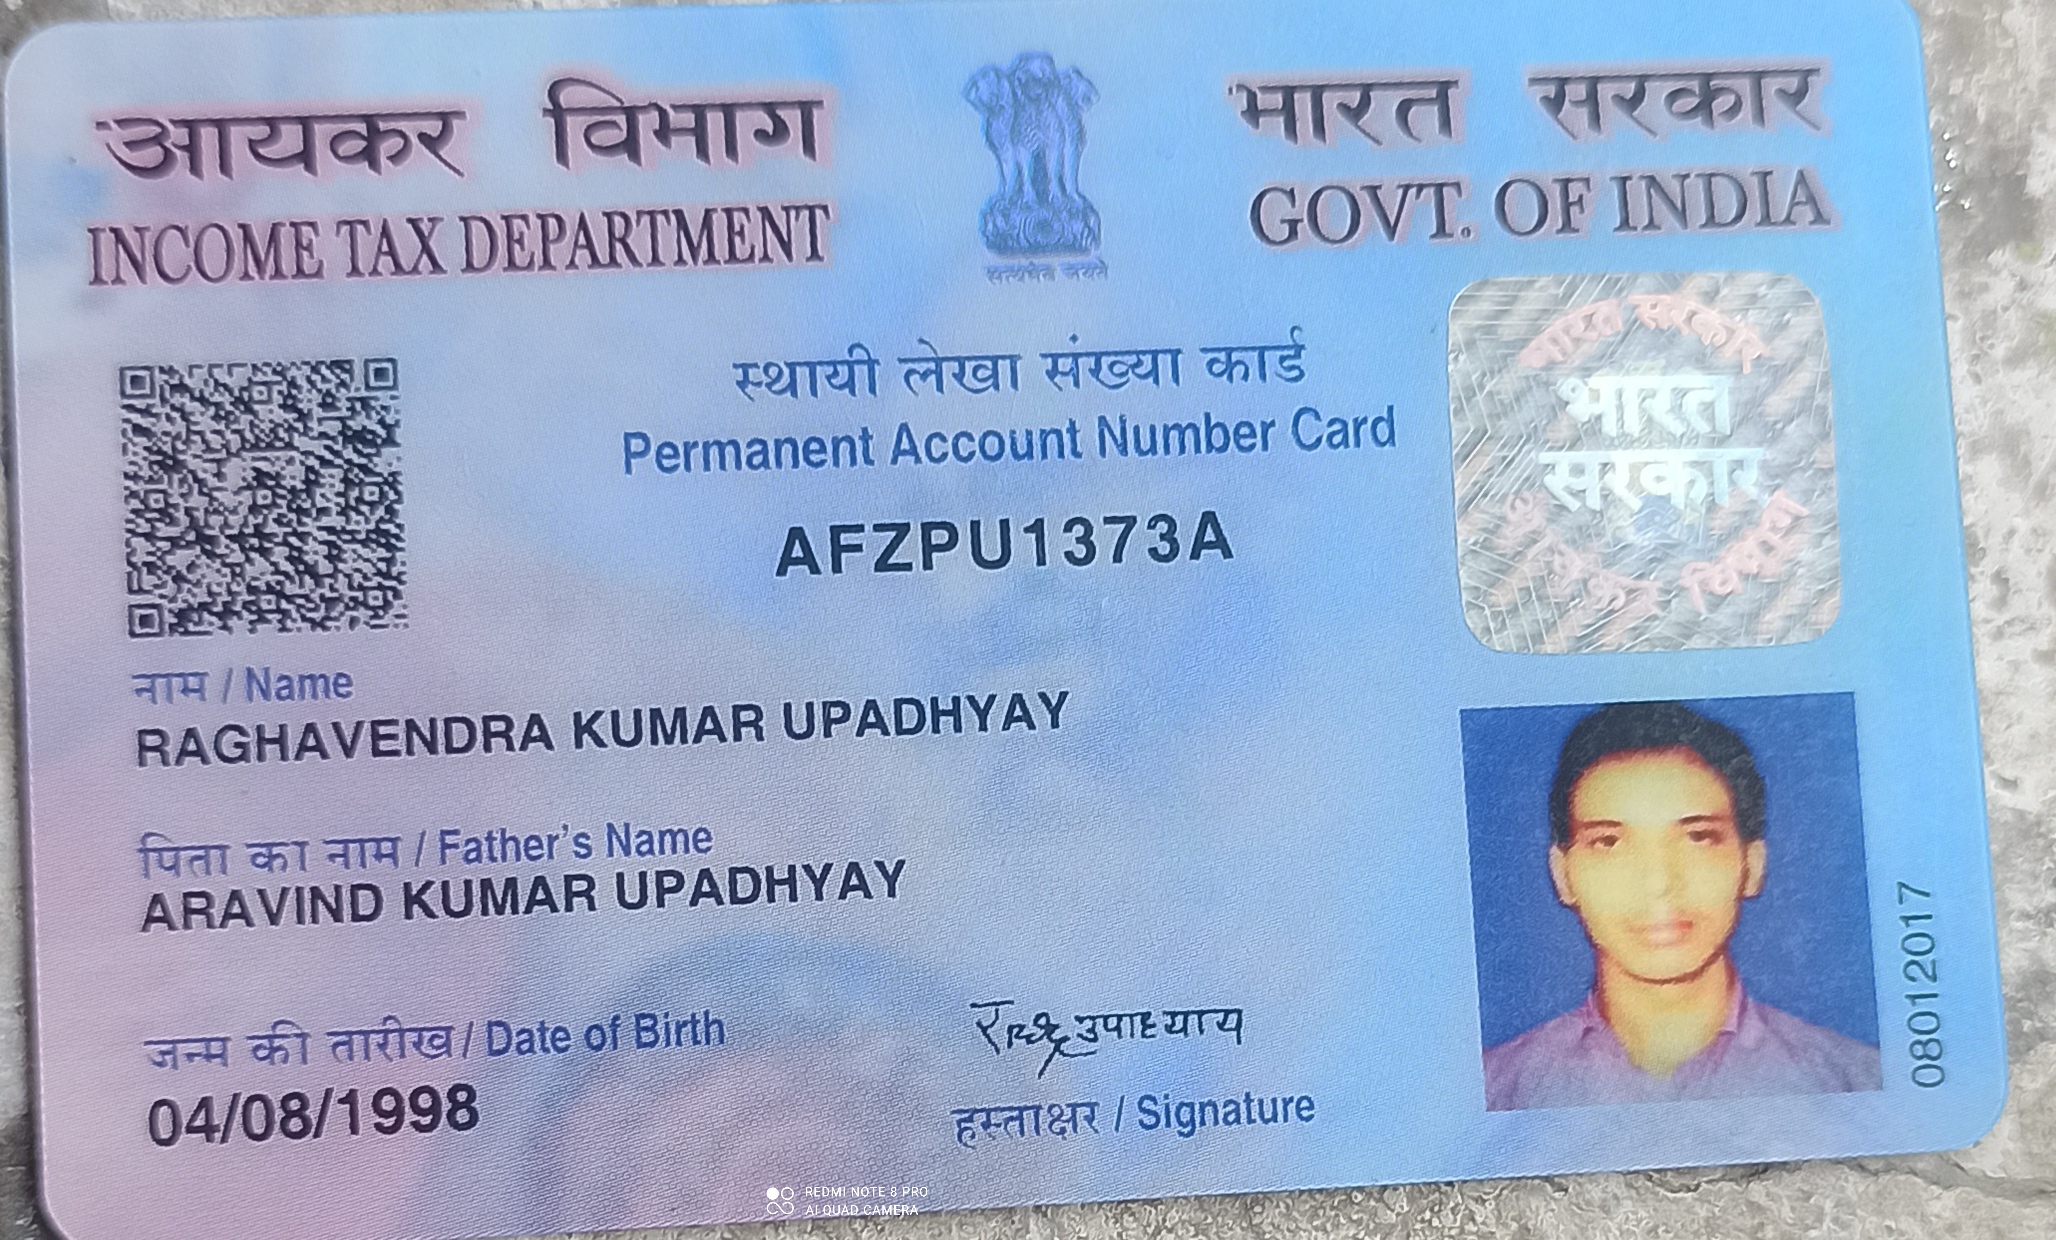 आयकर विभाग
INCOME TAX DEPARTMENT
सत्यमेव जयते
भारत सरकार
GOVT. OF INDIA
स्थायी लेखा संख्या कार्ड
Permanent Account Number Card
AFZPU1373A
भारत सरकार
भारत
सरकार
आयकर विभाग
नाम / Name
RAGHAVENDRA KUMAR UPADHYAY
पिता का नाम / Father's Name
ARAVIND KUMAR UPADHYAY
जन्म की तारीख / Date of Birth
04/08/1998
उपाध्याय
हस्ताक्षर / Signature
08012017
REDMI NOTE 8 PRO
AI QUAD CAMERA